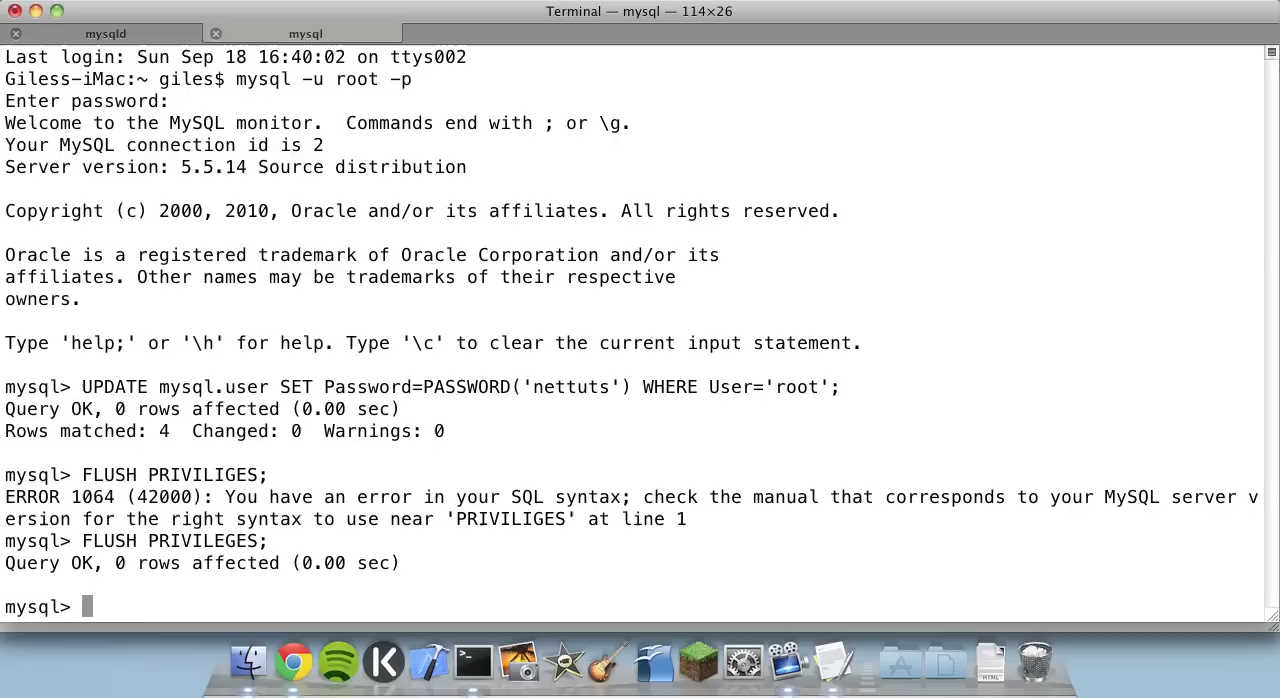 Terminal — mysql — 114×26
mysqld
mysql
Last login: Sun Sep 18 16:40:02 on ttys002
Giless-iMac:~ giles$ mysql -u root -p
Enter password:
Welcome to the MySQL monitor.  Commands end with ; or \g.
Your MySQL connection id is 2
Server version: 5.5.14 Source distribution
Copyright (c) 2000, 2010, Oracle and/or its affiliates. All rights reserved.
Oracle is a registered trademark of Oracle Corporation and/or its
affiliates. Other names may be trademarks of their respective
owners.
Type 'help;' or '\h' for help. Type '\c' to clear the current input statement.
mysql> UPDATE mysql.user SET Password=PASSWORD('nettuts') WHERE User='root';
Query OK, 0 rows affected (0.00 sec)
Rows matched: 4  Changed: 0  Warnings: 0
mysql> FLUSH PRIVILIGES;
ERROR 1064 (42000): You have an error in your SQL syntax; check the manual that corresponds to your MySQL server v
ersion for the right syntax to use near 'PRIVILIGES' at line 1
mysql> FLUSH PRIVILEGES;
Query OK, 0 rows affected (0.00 sec)
mysql>
HTML